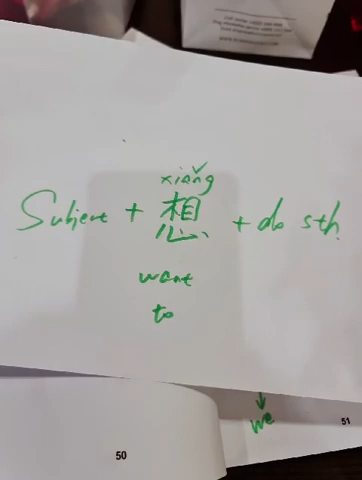 xiǎng
Subject + 想 + do sth.
want
to
we
50
51